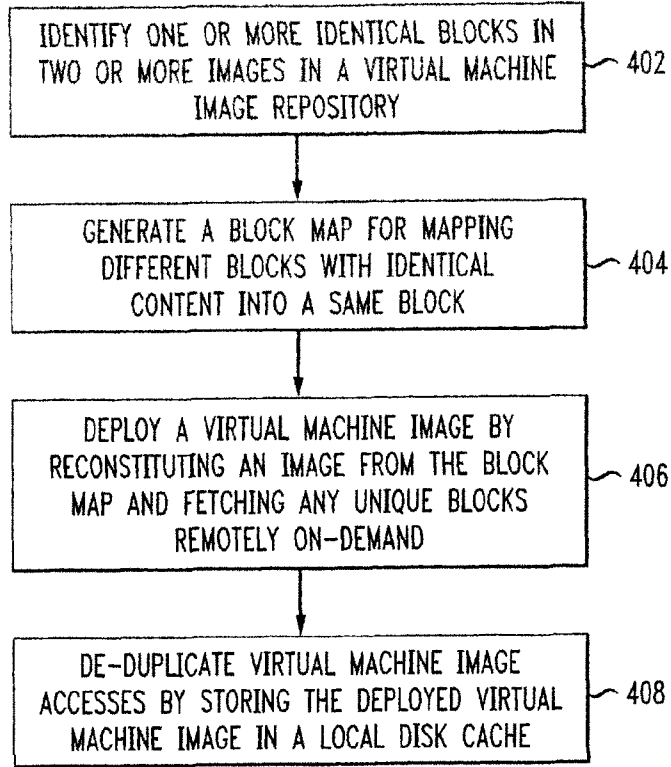 IDENTIFY ONE OR MORE IDENTICAL BLOCKS IN
TWO OR MORE IMAGES IN A VIRTUAL MACHINE
IMAGE REPOSITORY
402
GENERATE A BLOCK MAP FOR MAPPING
DIFFERENT BLOCKS WITH IDENTICAL
CONTENT INTO A SAME BLOCK
404
DEPLOY A VIRTUAL MACHINE IMAGE BY
RECONSTITUTING AN IMAGE FROM THE BLOCK
MAP AND FETCHING ANY UNIQUE BLOCKS
REMOTELY ON-DEMAND
406
DE-DUPLICATE VIRTUAL MACHINE IMAGE
ACCESSES BY STORING THE DEPLOYED VIRTUAL
MACHINE IMAGE IN A LOCAL DISK CACHE
408